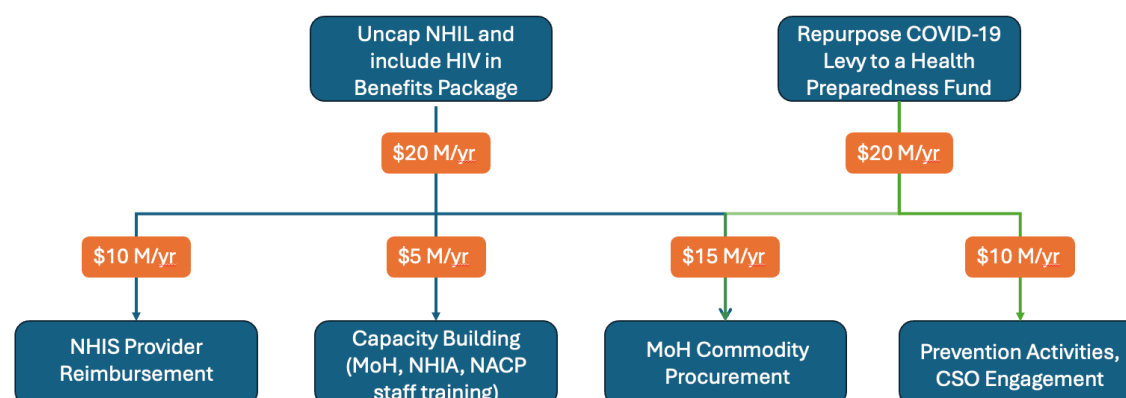 Uncap NHIL and
include HIV in
Benefits Package
Repurpose COVID-19
Levy to a Health
Preparedness Fund
$20 M/yr
$20 M/yr
$10 M/yr
$5 M/yr
$15 M/yr
$10 M/yr
NHIS Provider
Reimbursement
Capacity Building
(MoH, NHIA, NACP
staff training)
MoH Commodity
Procurement
Prevention Activities,
CSO Engagement